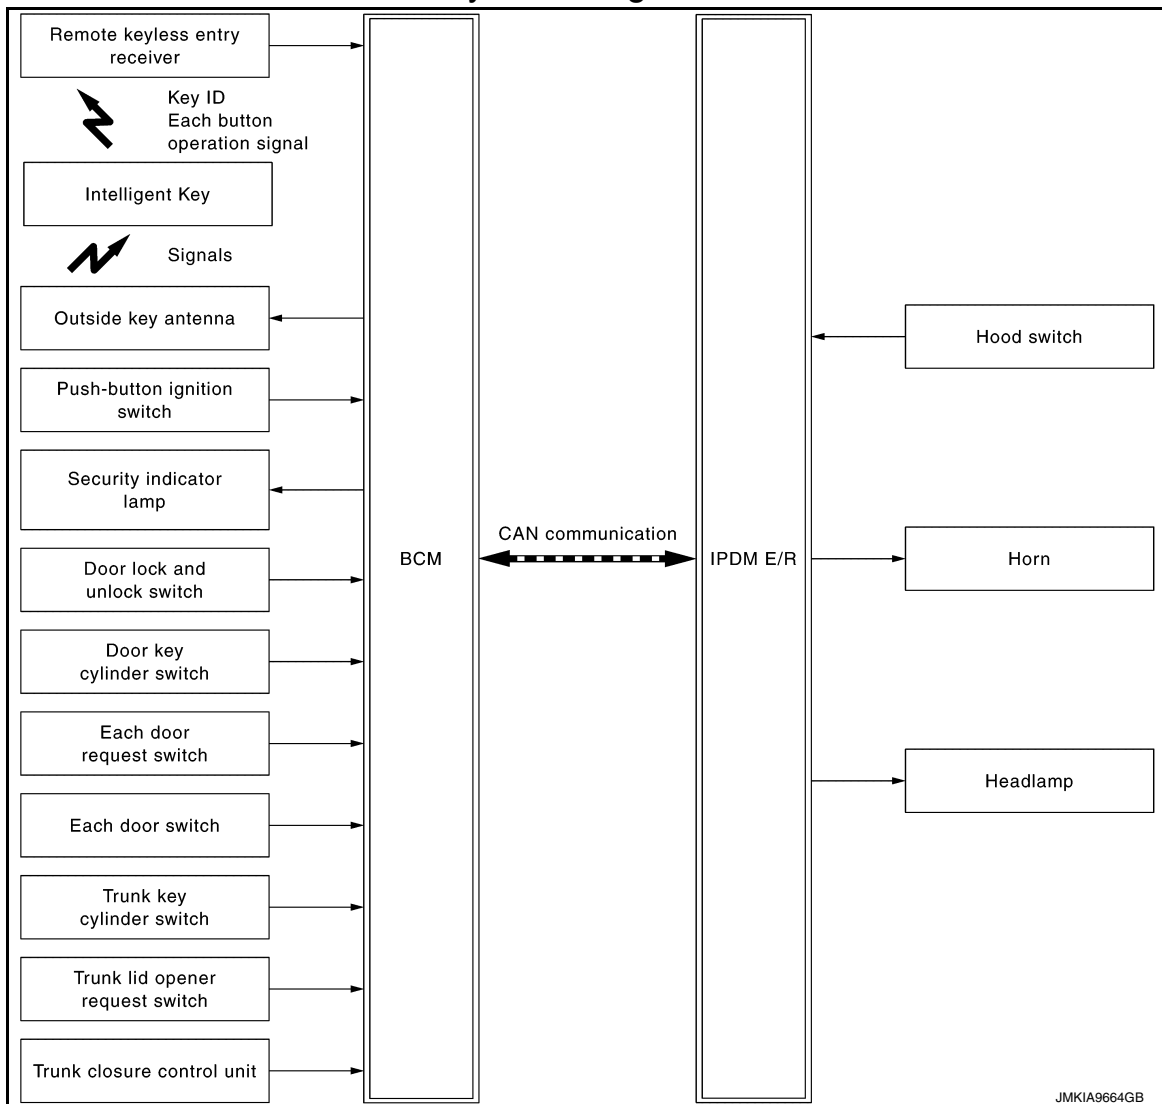 Remote keyless entry
receiver
Key ID
Each button
operation signal
Intelligent Key
Signals
Outside key antenna
Push-button ignition
switch
Security indicator
lamp
Door lock and
unlock switch
Door key
cylinder switch
Each door
request switch
Each door switch
Trunk key
cylinder switch
Trunk lid opener
request switch
Trunk closure control unit
BCM
CAN communication
IPDM E/R
Hood switch
Horn
Headlamp
JMKIA9664GB